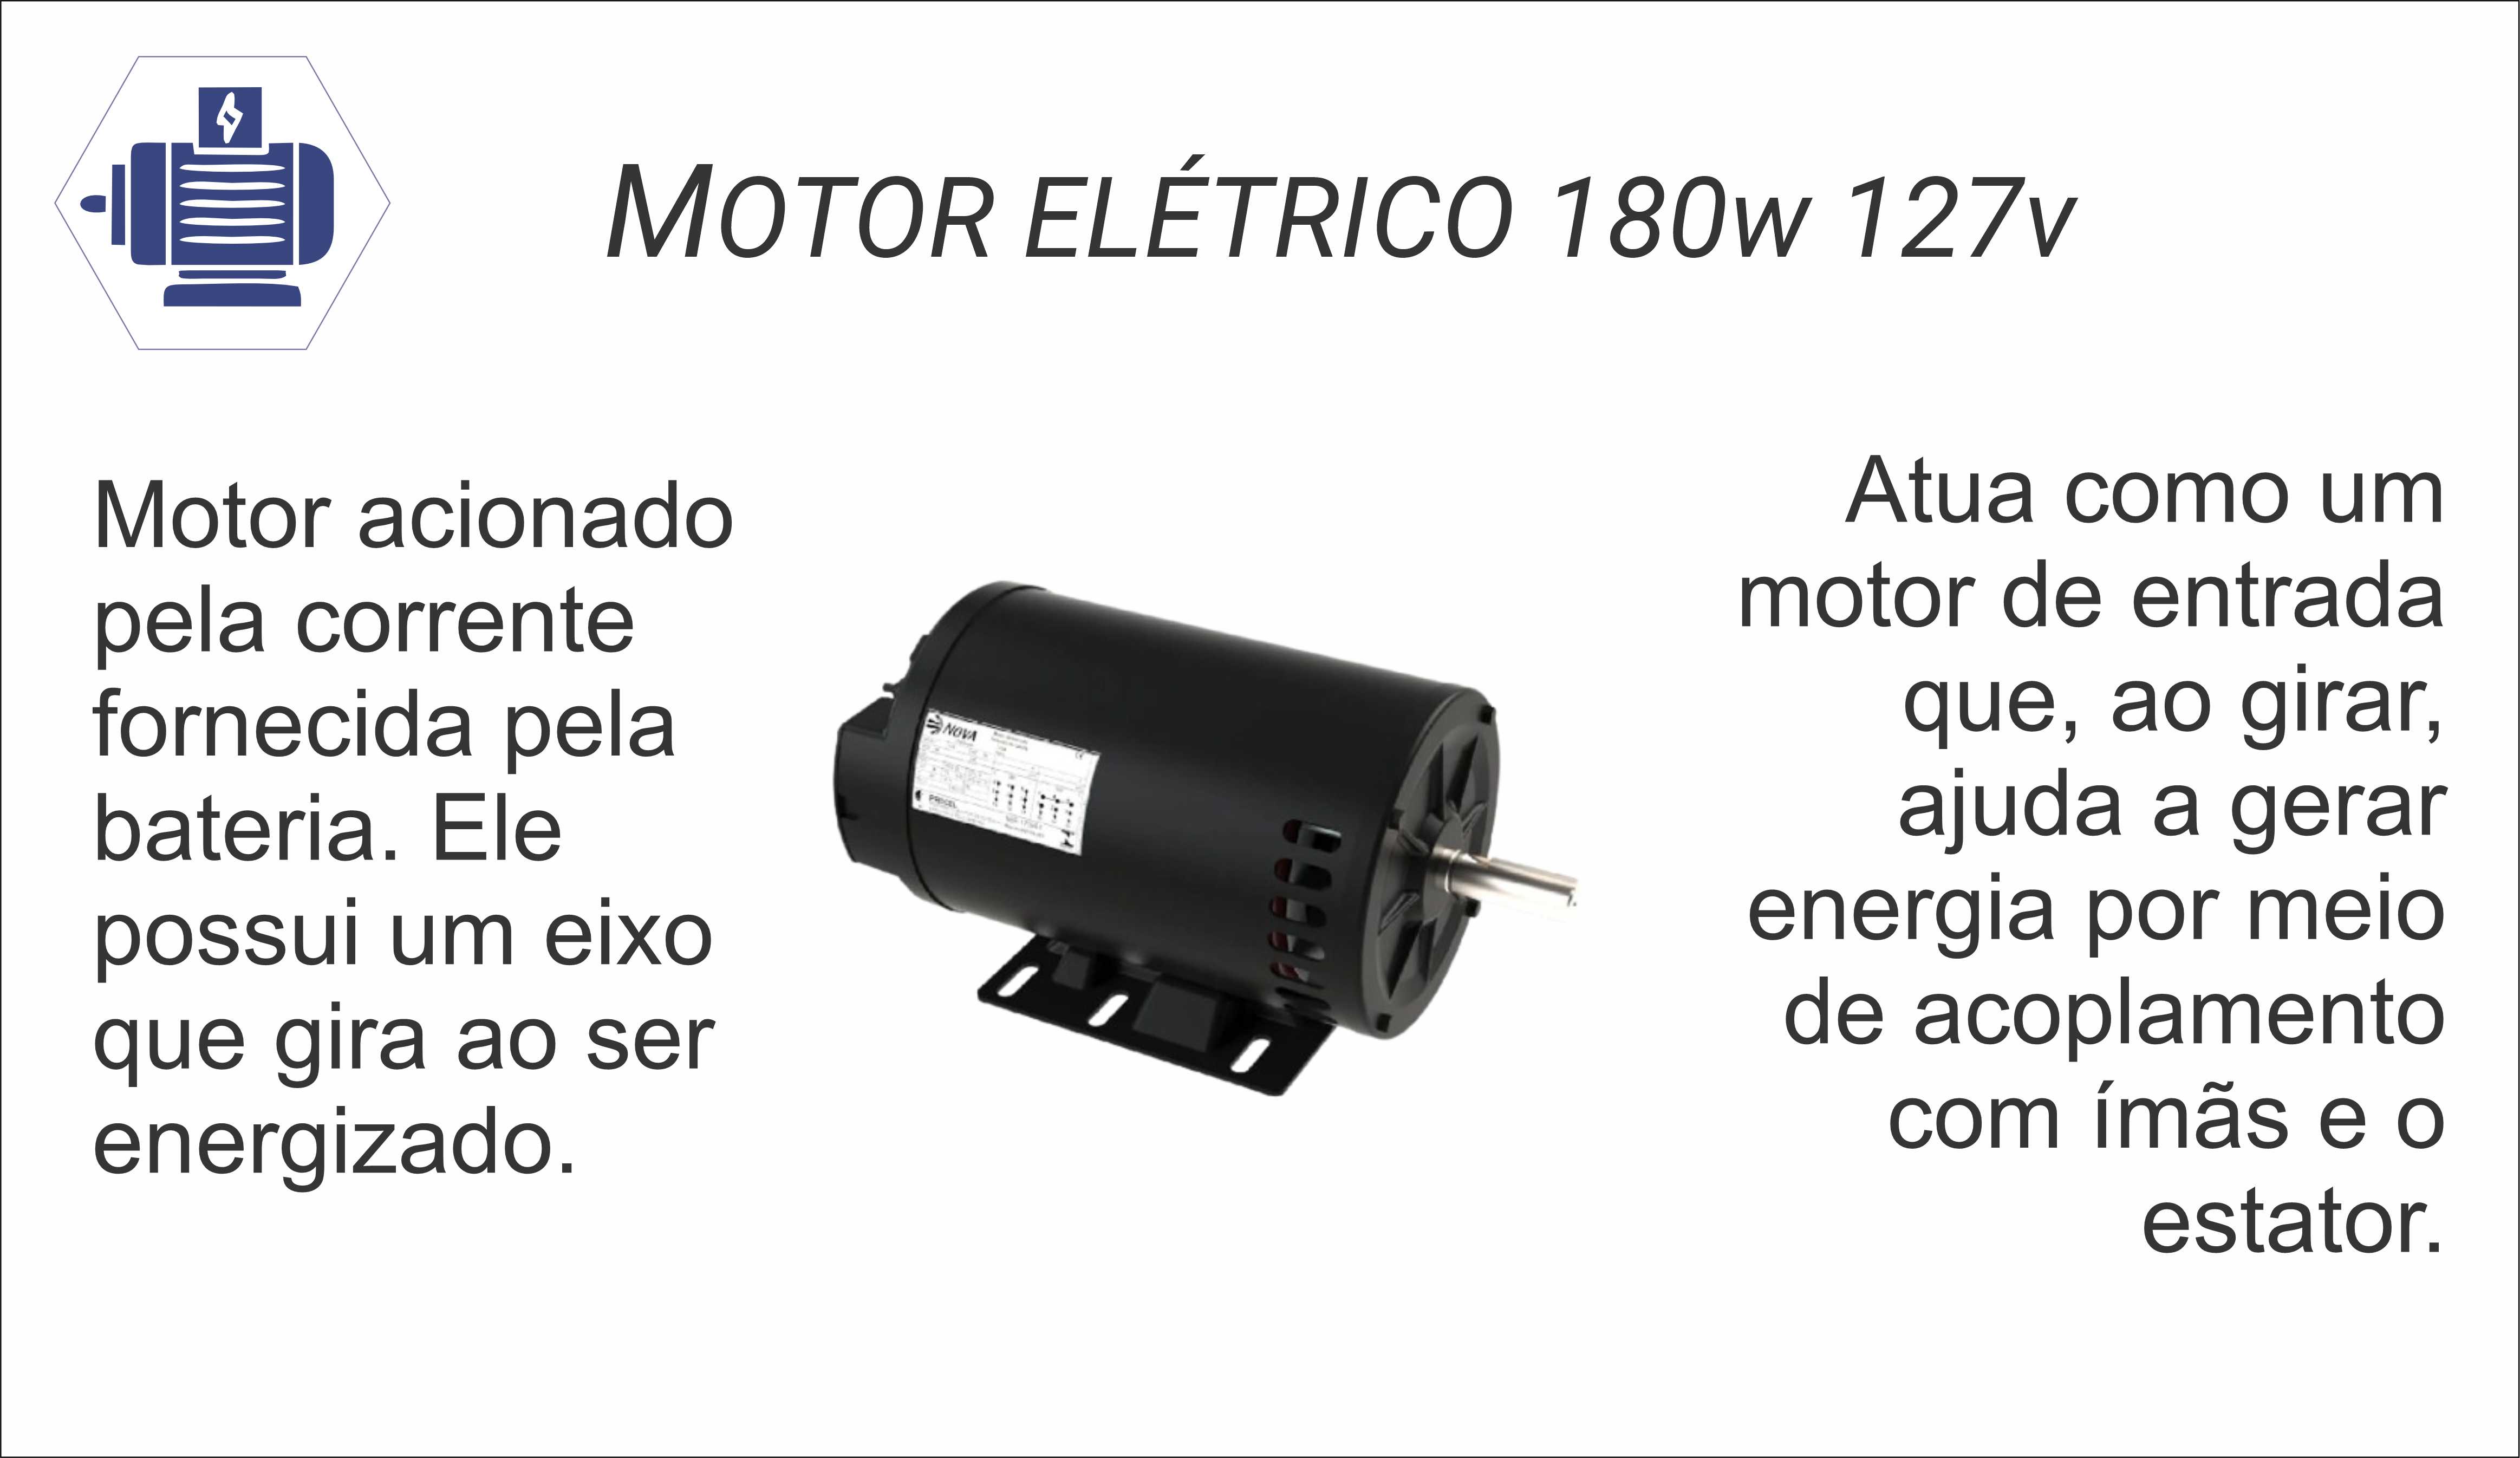 MOTOR ELÉTRICO 180w 127v
Motor acionado
pela corrente
fornecida pela
bateria. Ele
possui um eixo
que gira ao ser
energizado.
NOVA
Atua como um
motor de entrada
que, ao girar,
ajuda a gerar
energia por meio
de acoplamento
com ímãs e o
estator.